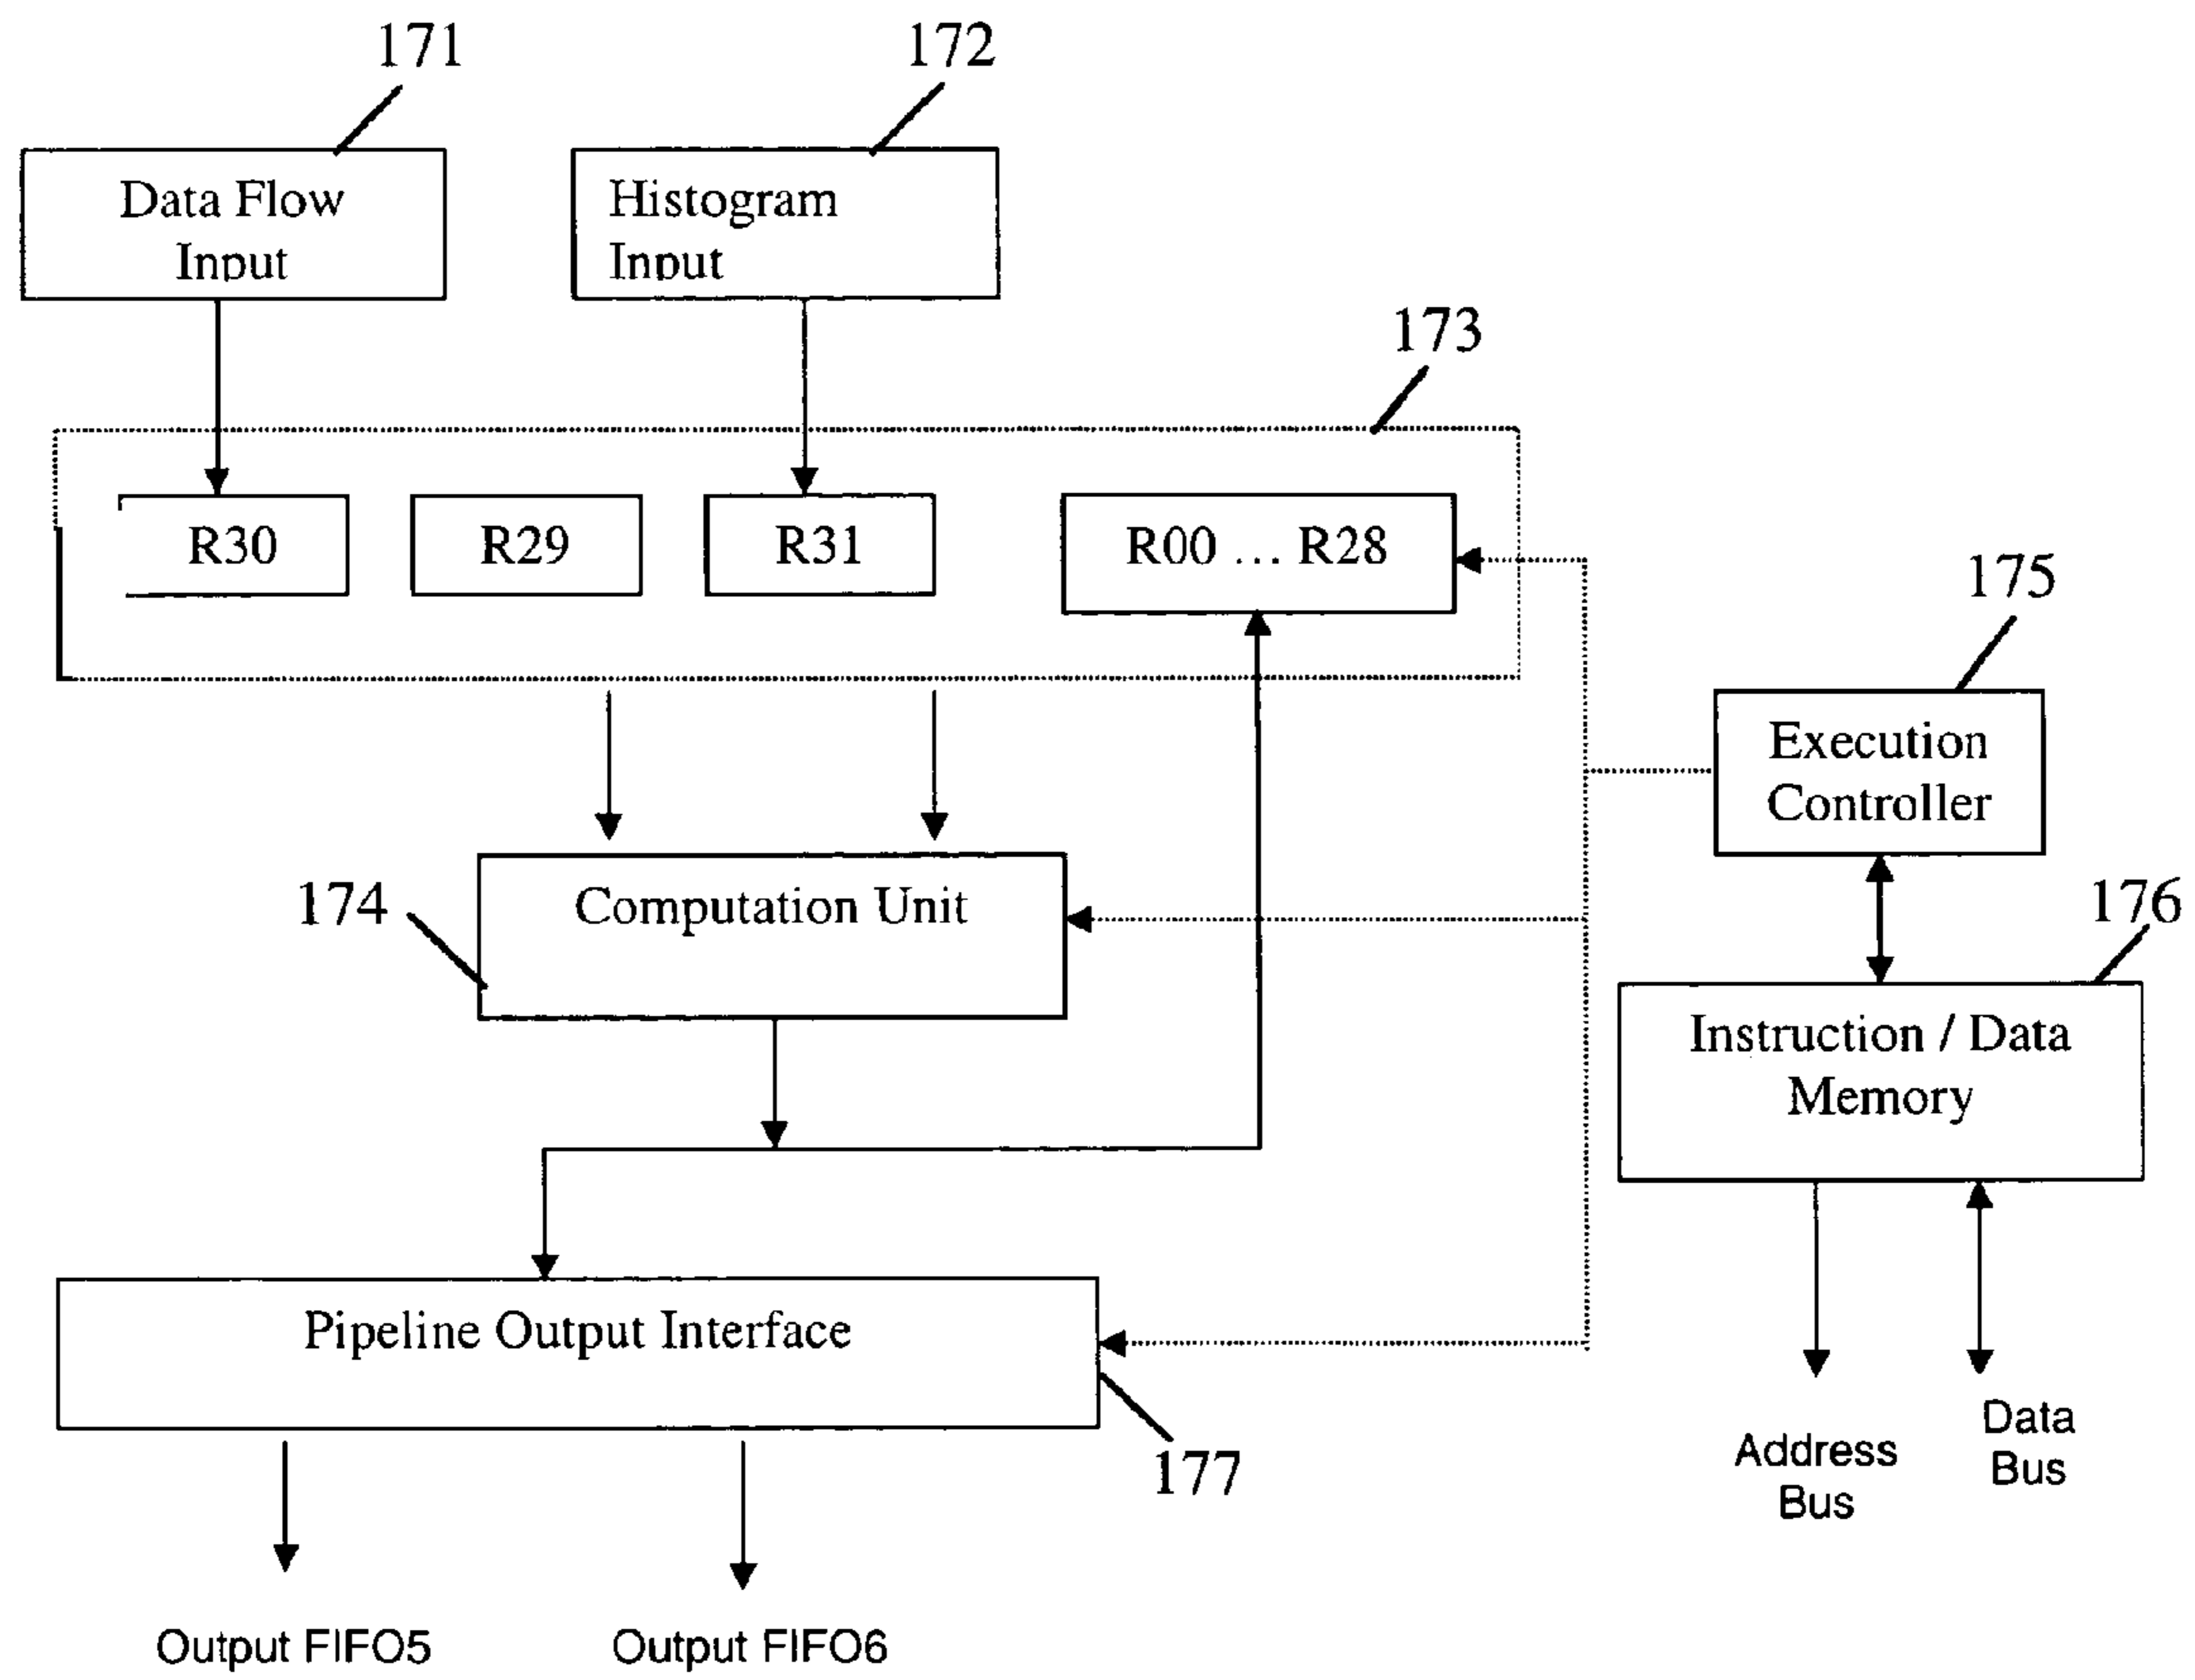 171
172
Data Flow
Input
Histogram
Input
173
R30
R29
R31
R00 ... R28
175
Execution
Controller
174
Computation Unit
176
Instruction / Data
Memory
Pipeline Output Interface
177
Address
Bus
Data
Bus
Output FIFO5
Output FIFO6